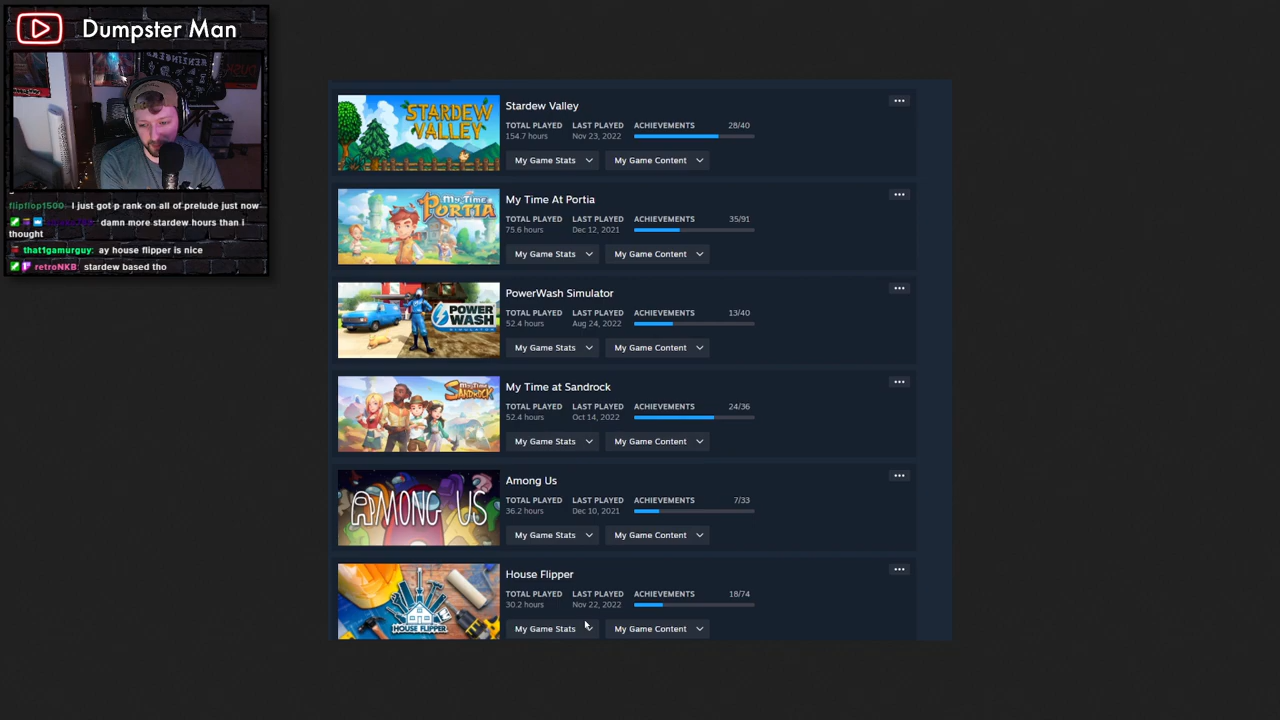 Dumpster Man
flipflop1500 I just got p rank on all of prelude just now
damn more stardew hours than i
thought
that1gamurguy: ay house flipper is nice
retroNKB: stardew based tho
STARDEW
VALLEY
Stardew Valley
TOTAL PLAYED LAST PLAYED ACHIEVEMENTS 28/40
154.7 hours Nov 23, 2022
My Game Stats My Game Content
My Time AT
PORTIA
My Time At Portia
TOTAL PLAYED LAST PLAYED ACHIEVEMENTS 35/91
75.6 hours Dec 12, 2021
My Game Stats My Game Content
POWER
WASH
SIMULATOR
PowerWash Simulator
TOTAL PLAYED LAST PLAYED ACHIEVEMENTS 13/40
52.4 hours Aug 24, 2022
My Game Stats My Game Content
My Time at
SANDROCK
My Time at Sandrock
TOTAL PLAYED LAST PLAYED ACHIEVEMENTS 24/36
52.4 hours Oct 14, 2022
My Game Stats My Game Content
AMONG US
Among Us
TOTAL PLAYED LAST PLAYED ACHIEVEMENTS 7/33
36.2 hours Dec 10, 2021
My Game Stats My Game Content
HOUSE FLIPPER
House Flipper
TOTAL PLAYED LAST PLAYED ACHIEVEMENTS 18/74
30.2 hours Nov 22, 2022
My Game Stats My Game Content